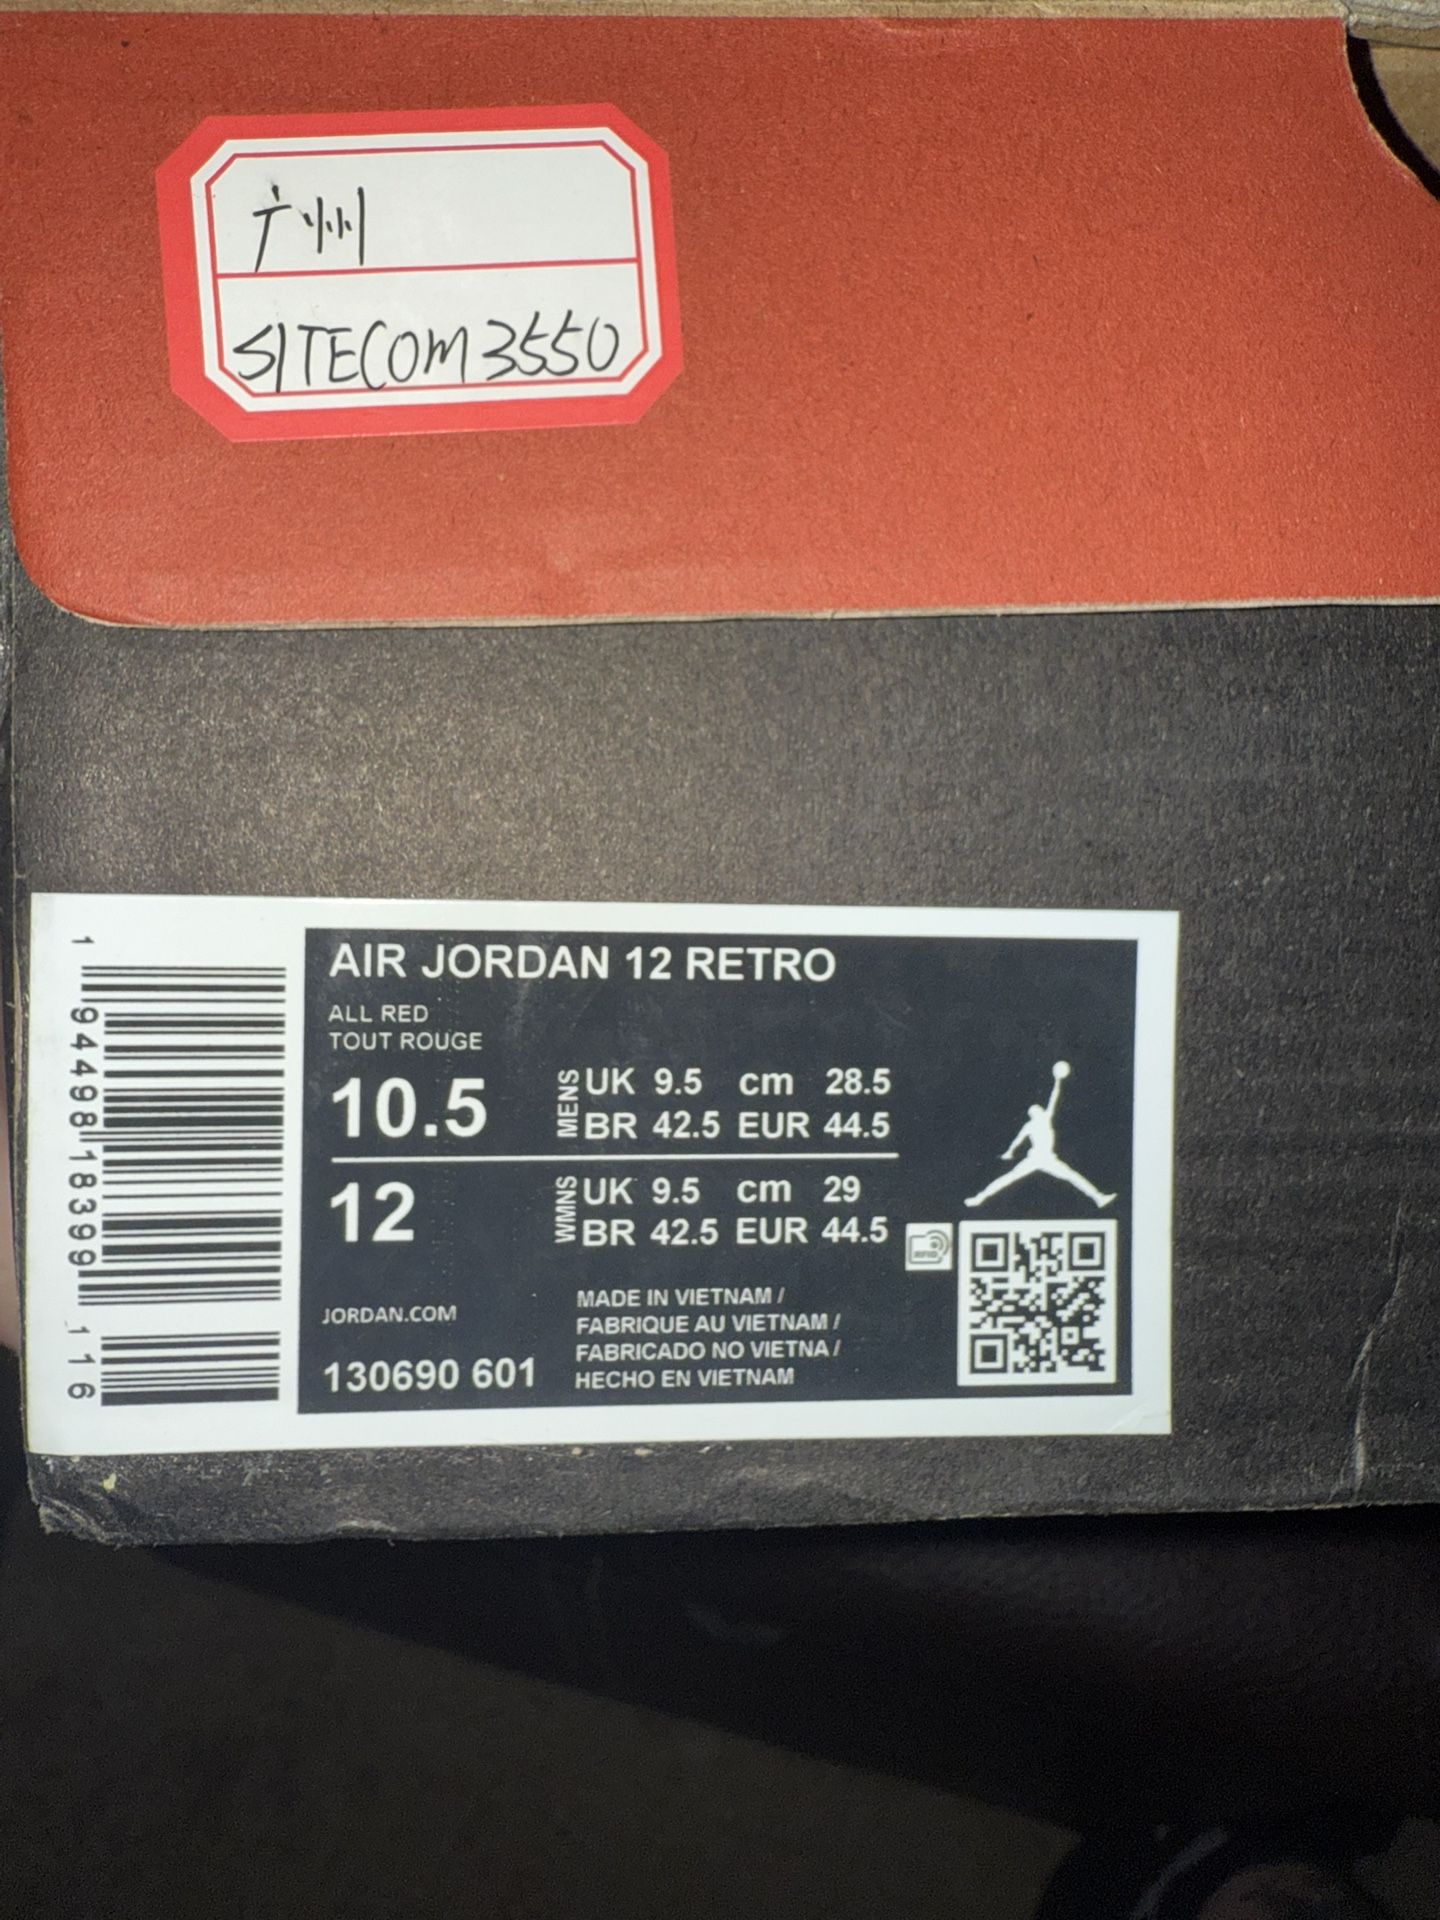 广州
SITECOM3550
AIR JORDAN 12 RETRO
ALL RED
TOUT ROUGE
10.5 MENS UK 9.5 cm 28.5
BR 42.5 EUR 44.5
12 WMNS UK 9.5 cm 29
BR 42.5 EUR 44.5
RFID
JORDAN.COM
130690 601
MADE IN VIETNAM /
FABRIQUE AU VIETNAM /
FABRICADO NO VIETNA /
HECHO EN VIETNAM
1 94498 18399 1 16